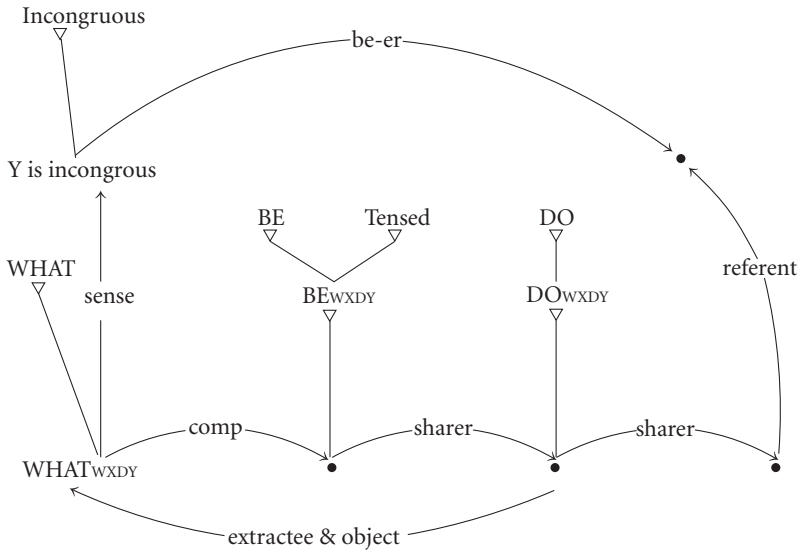 Incongruous
be-er
Y is incongrous
BE
Tensed
DO
WHAT
sense
BEWXDY
DOWXDY
referent
comp
sharer
sharer
WHATWXDY
extractee & object